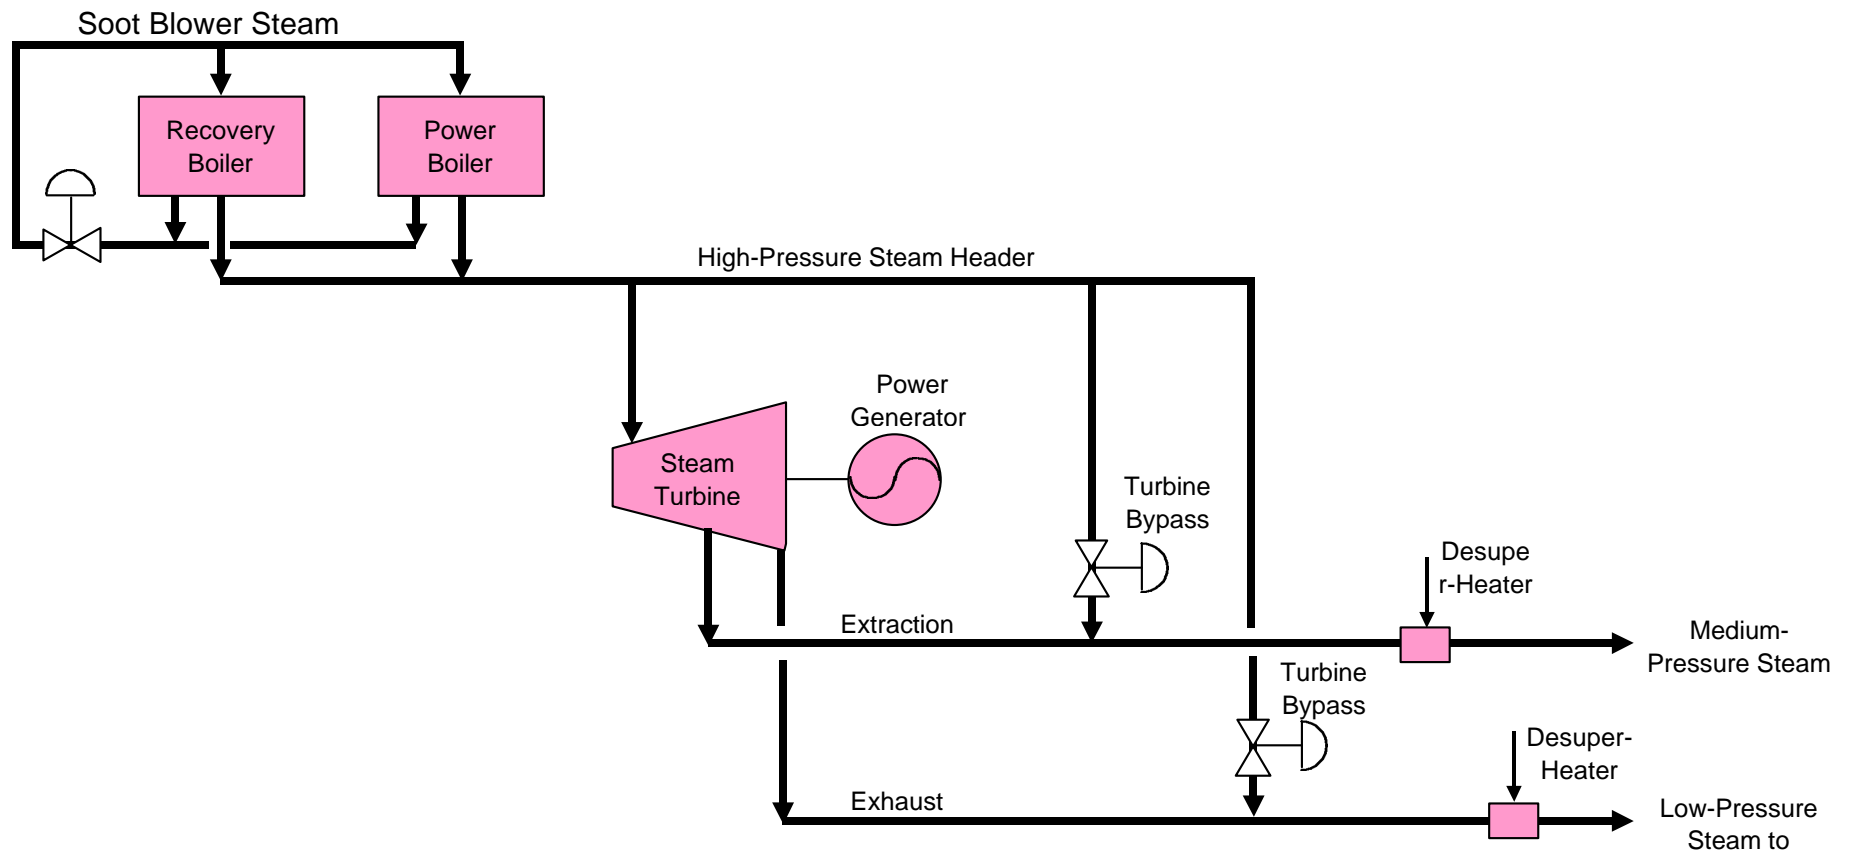 Soot Blower Steam
Recovery
Boiler
Power
Boiler
High-Pressure Steam Header
Power
Generator
Steam
Turbine
Turbine
Bypass
Desupe
r-Heater
Extraction
Medium-
Pressure Steam
Turbine
Bypass
Desuper-
Heater
Exhaust
Low-Pressure
Steam to